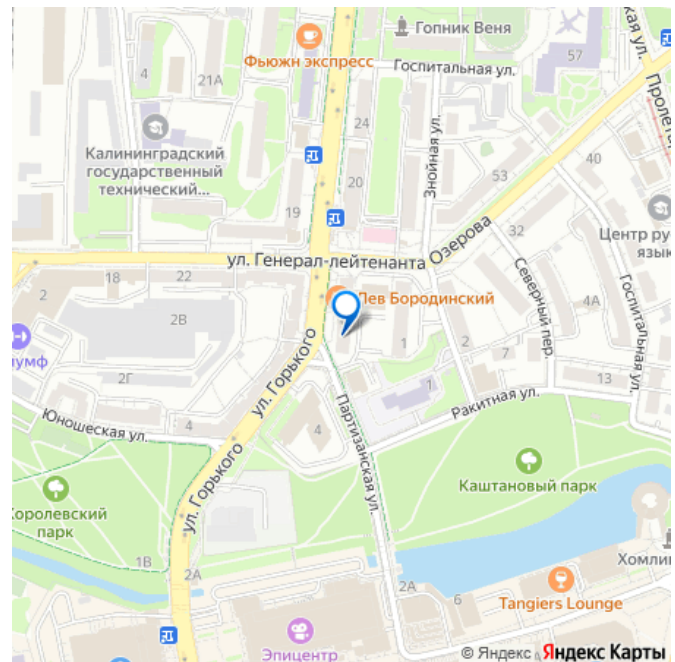 Гопник Веня
57
Фьюжн экспресс
4
21А
Госпитальная ул.
24
Калининградский
государственный
технический...
Знойная ул.
40
53
20
19
Озерова
32
Центр ру
язык
ул. Генерал-лейтенанта
18
22
2
Лев Бородинский
2В
Северный пер.
4А
Госпитальная ул.
умф
ул. Горького
1
2
7
2Г
1
13
Юношеская ул.
4
4
Партизанская ул.
Ракитная ул.
Каштановый парк
ул. Горького
Королевский
парк
1В
2А
2А
6
Хомли
Tangiers Lounge
Эпицентр
© Яндекс Яндекс Карты